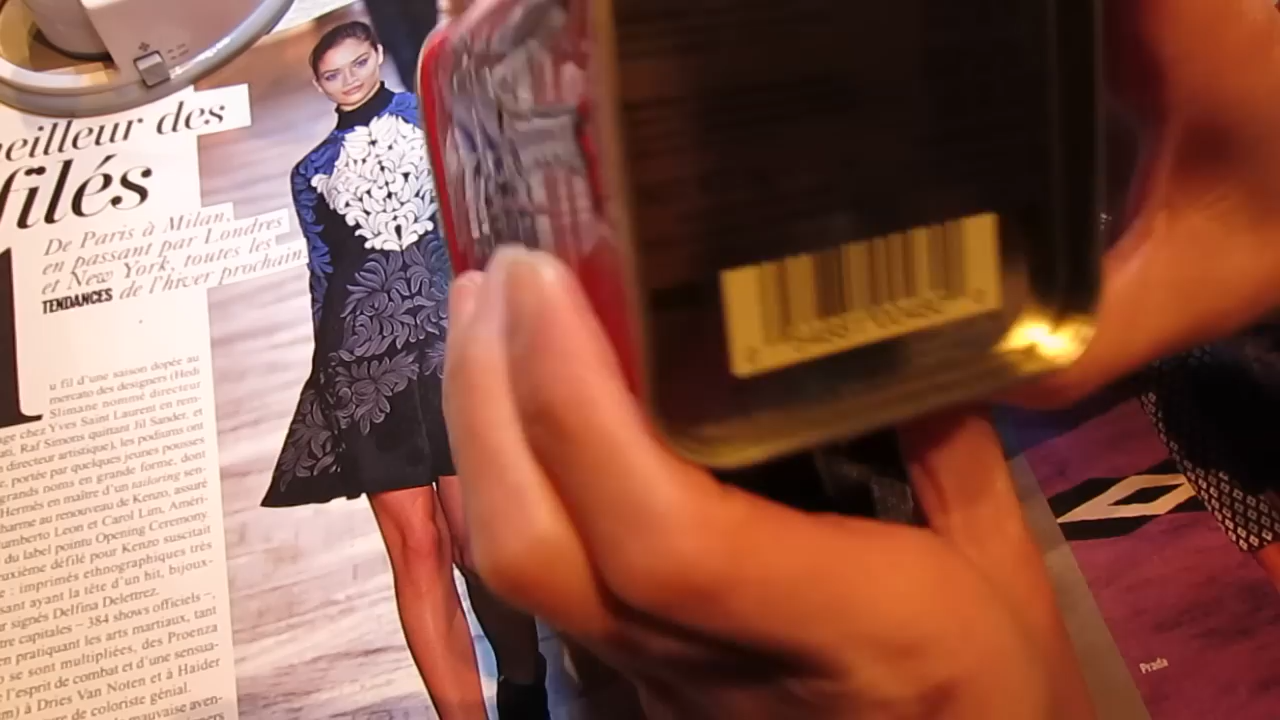 eilleur des
filés
De Paris à Milan,
en passant par Londres
et New York, toutes les
TENDANCES de l'hiver prochain.
u fil d'une saison dopée au
mercato des designers (Hedi
Slimane nommé directeur
chez Yves Saint Laurent en rem-
Raf Simons quittant Jil Sander, et
directeur artistique), les podiums ont
portée par quelques jeunes pousses
grands noms en grande forme, dont
Hermès en maître d'un tailoring sen-
harme au renouveau de Kenzo, assuré
umberto Leon et Carol Lim, Améri-
du label pointu Opening Ceremony.
uxième défilé pour Kenzo suscitait
: imprimés ethnographiques très
sant ayant la tête d'un hit, bijoux-
signés Delfina Delettrez.
tre capitales – 384 shows officiels –,
en pratiquant les arts martiaux, tant
se sont multipliées, des Proenza
l'esprit de combat et d'une sensua-
m) à Dries Van Noten et à Haider
re de coloriste génial.
mauvaise aven-
Prada